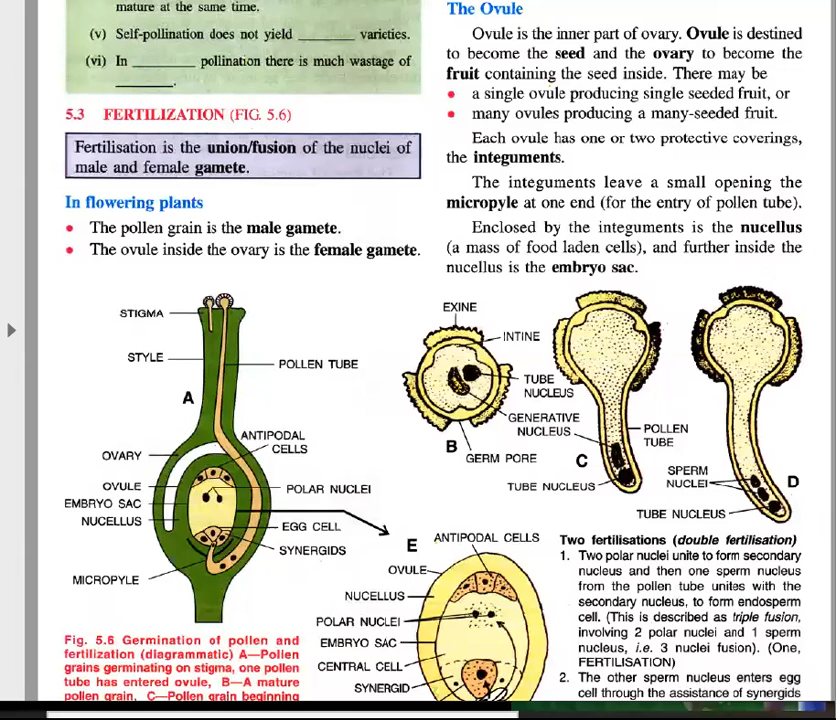 mature at the same time.
(v) Self-pollination does not yield _______ varieties.
(vi) In ________ pollination there is much wastage of
________.
5.3 FERTILIZATION (FIG. 5.6)
Fertilisation is the union/fusion of the nuclei of
male and female gamete.
In flowering plants
• The pollen grain is the male gamete.
• The ovule inside the ovary is the female gamete.
The Ovule
Ovule is the inner part of ovary. Ovule is destined
to become the seed and the ovary to become the
fruit containing the seed inside. There may be
• a single ovule producing single seeded fruit, or
• many ovules producing a many-seeded fruit.
Each ovule has one or two protective coverings,
the integuments.
The integuments leave a small opening the
micropyle at one end (for the entry of pollen tube).
Enclosed by the integuments is the nucellus
(a mass of food laden cells), and further inside the
nucellus is the embryo sac.
STIGMA
STYLE
POLLEN TUBE
A
ANTIPODAL
CELLS
OVARY
OVULE
POLAR NUCLEI
EMBRYO SAC
NUCELLUS
EGG CELL
SYNERGIDS
MICROPYLE
EXINE
INTINE
TUBE
NUCLEUS
GENERATIVE
NUCLEUS
B
GERM PORE
C
POLLEN
TUBE
TUBE NUCLEUS
SPERM
NUCLEI
D
TUBE NUCLEUS
E
ANTIPODAL CELLS
OVULE
NUCELLUS
POLAR NUCLEI
EMBRYO SAC
CENTRAL CELL
SYNERGID
Fig. 5.6 Germination of pollen and
fertilization (diagrammatic) A—Pollen
grains germinating on stigma, one pollen
tube has entered ovule, B—A mature
pollen grain, C—Pollen grain beginning
Two fertilisations (double fertilisation)
1. Two polar nuclei unite to form secondary
nucleus and then one sperm nucleus
from the pollen tube unites with the
secondary nucleus, to form endosperm
cell. (This is described as triple fusion,
involving 2 polar nuclei and 1 sperm
nucleus, i.e. 3 nuclei fusion). (One,
FERTILISATION)
2. The other sperm nucleus enters egg
cell through the assistance of synergids